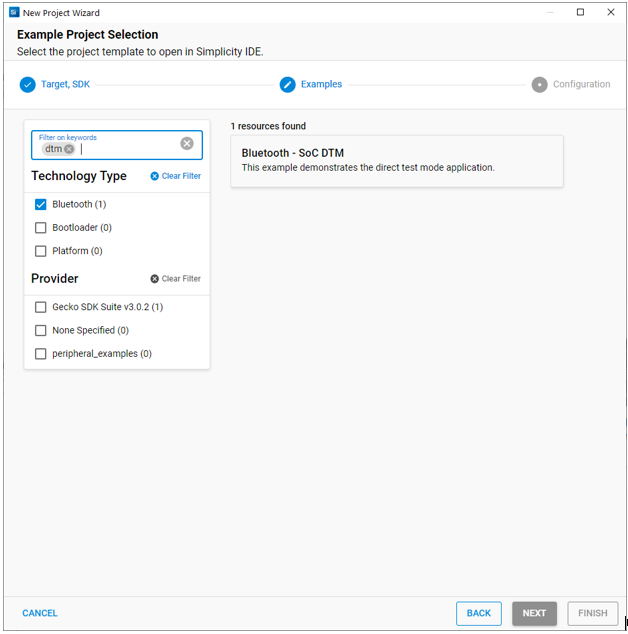 New Project Wizard
Example Project Selection
Select the project template to open in Simplicity IDE.
Target, SDK
Examples
Configuration
Filter on keywords
dtm
Technology Type
Clear Filter
Bluetooth (1)
Bootloader (0)
Platform (0)
Provider
Clear Filter
Gecko SDK Suite v3.0.2 (1)
None Specified (0)
peripheral_examples (0)
1 resources found
Bluetooth - SoC DTM
This example demonstrates the direct test mode application.
CANCEL
BACK
NEXT
FINISH